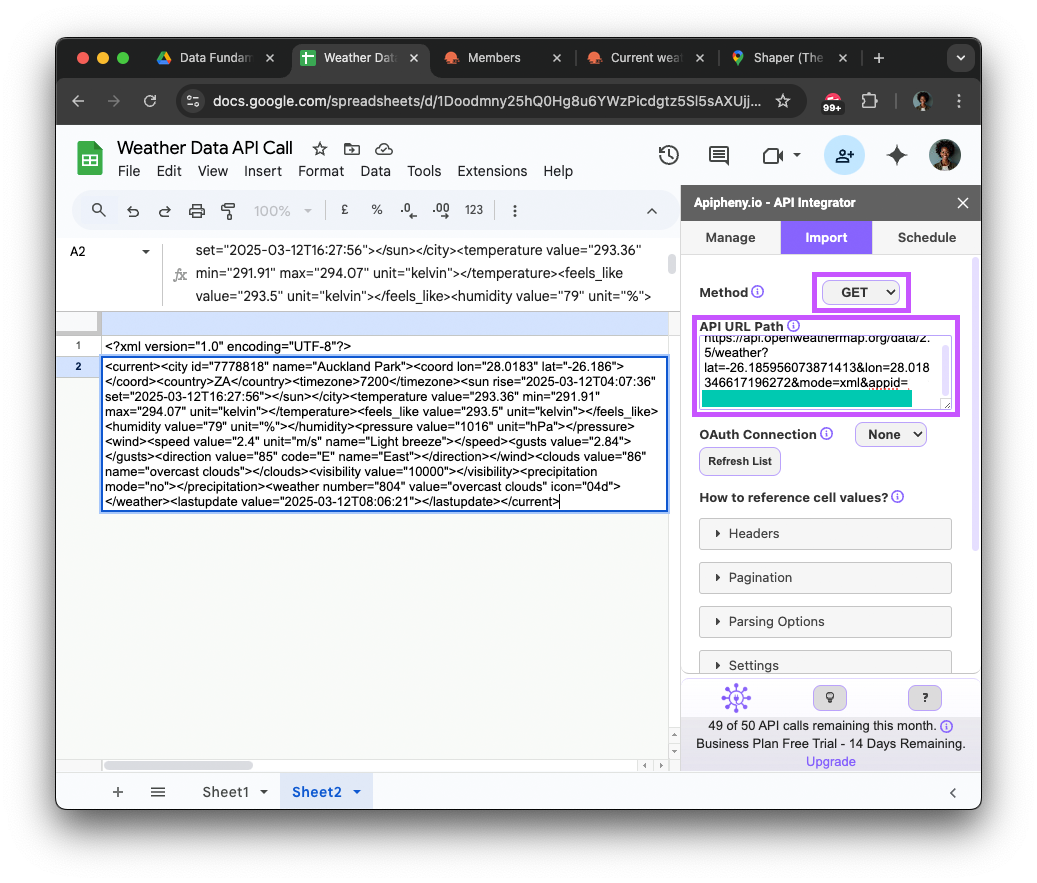 Data Fundam
Weather Data
Members
Current weat
Shaper (The
docs.google.com/spreadsheets/d/1Doodmny25hQ0Hg8u6YWzPicdgtz5Sl5sAXUjj...
99+
Weather Data API Call
File Edit View Insert Format Data Tools Extensions Help
100% £ % .0 .00 123
A2
set="2025-03-12T16:27:56"></sun></city><temperature value="293.36"
min="291.91" max="294.07" unit="kelvin"></temperature><feels_like
value="293.5" unit="kelvin"></feels_like><humidity value="79" unit="%">
fx
1 <?xml version="1.0" encoding="UTF-8"?>
2 <current><city id="7778818" name="Auckland Park"><coord lon="28.0183" lat="-26.186">
</coord><country>ZA</country><timezone>7200</timezone><sun rise="2025-03-12T04:07:36"
set="2025-03-12T16:27:56"></sun></city><temperature value="293.36" min="291.91"
max="294.07" unit="kelvin"></temperature><feels_like value="293.5" unit="kelvin"></feels_like>
<humidity value="79" unit="%"></humidity><pressure value="1016" unit="hPa"></pressure>
<wind><speed value="2.4" unit="m/s" name="Light breeze"></speed><gusts value="2.84">
</gusts><direction value="85" code="E" name="East"></direction></wind><clouds value="86"
name="overcast clouds"></clouds><visibility value="10000"></visibility><precipitation
mode="no"></precipitation><weather number="804" value="overcast clouds" icon="04d">
</weather><lastupdate value="2025-03-12T08:06:21"></lastupdate></current>
Apipheny.io - API Integrator
Manage Import Schedule
Method GET
API URL Path
https://api.openweathermap.org/data/2.
5/weather?
lat=-26.185956073871413&lon=28.018
346617196272&mode=xml&appid=
OAuth Connection None
Refresh List
How to reference cell values?
Headers
Pagination
Parsing Options
Settings
?
49 of 50 API calls remaining this month.
Business Plan Free Trial - 14 Days Remaining.
Upgrade
Sheet1 Sheet2